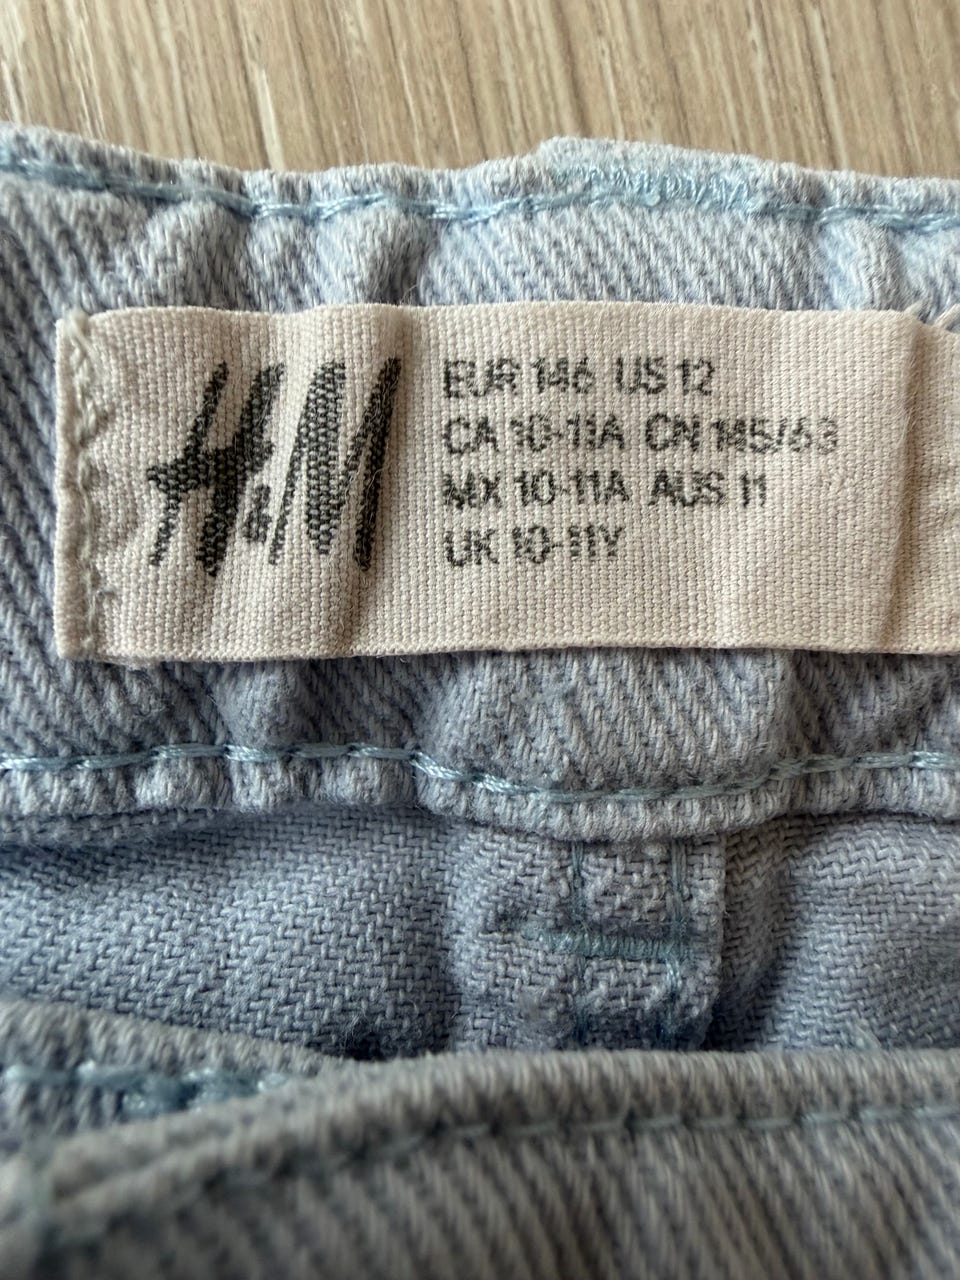 H&M
EUR 146 US 12
CA 10-11A CN 145/63
MX 10-11A AUS 11
UK 10-11Y